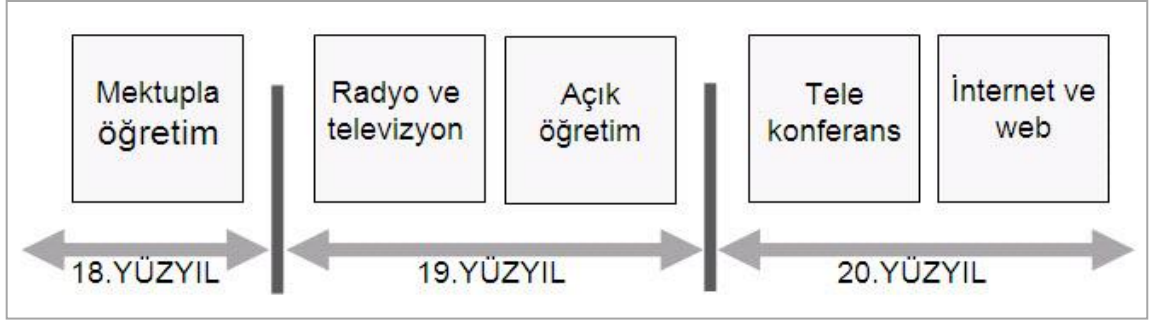 Mektupla
öğretim
Radyo ve
televizyon
Açık
öğretim
Tele
konferans
İnternet ve
web
18.YÜZYIL
19.YÜZYIL
20.YÜZYIL